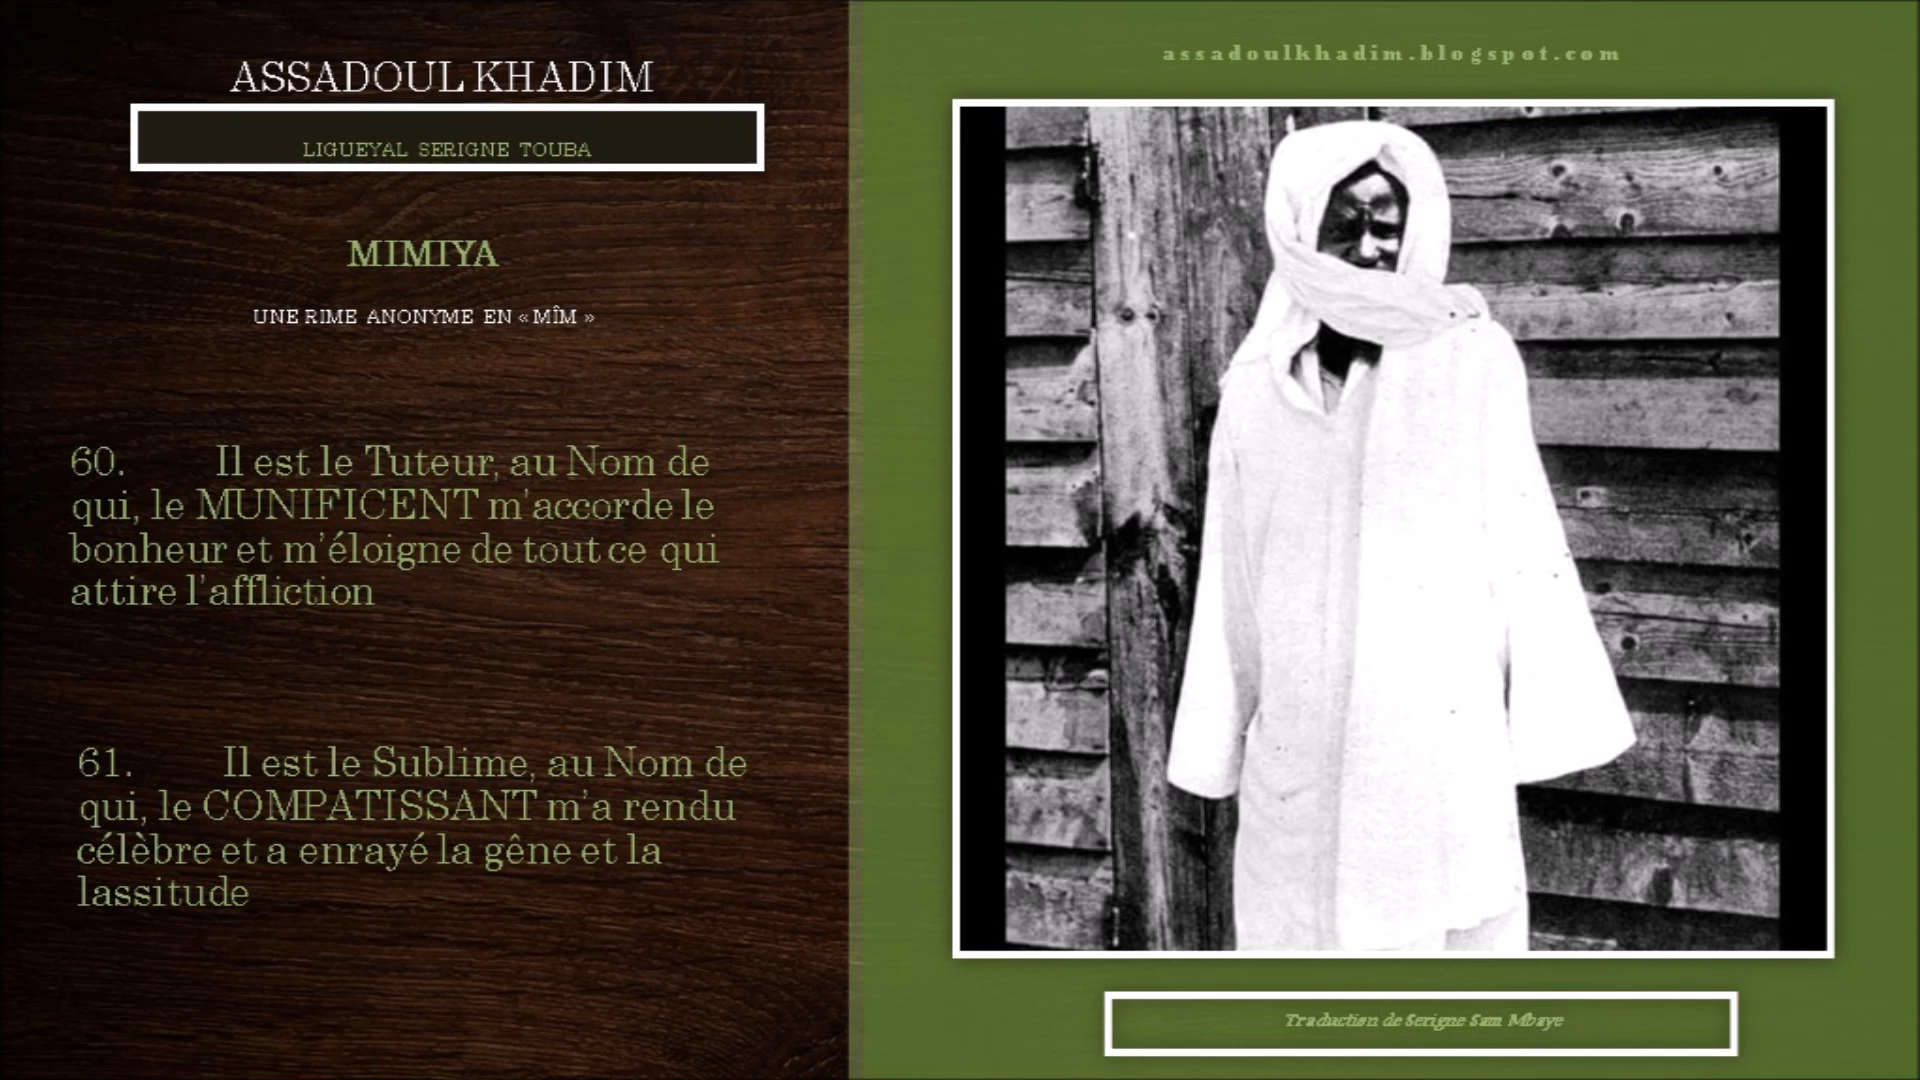 ASSADOUL KHADIM
LIGUEYAL SERIGNE TOUBA
MIMIYA
UNE RIME ANONYME EN « MÎM »
60. Il est le Tuteur, au Nom de
qui, le MUNIFICENT m’accorde le
bonheur et m’éloigne de tout ce qui
attire l’affliction
61. Il est le Sublime, au Nom de
qui, le COMPATISSANT m’a rendu
célèbre et a enrayé la gêne et la
lassitude
assadoulkhadim.blogspot.com
Traduction de Serigne Sam Mbaye